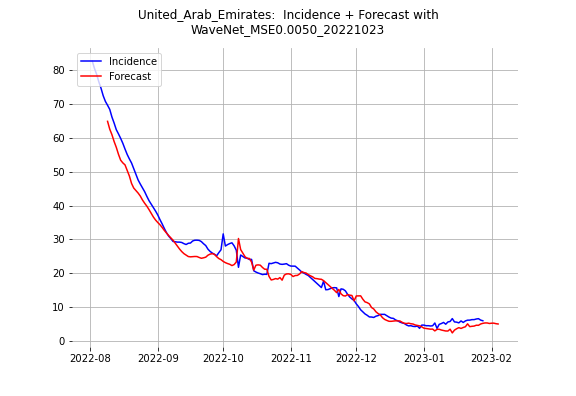 United_Arab_Emirates:  Incidence + Forecast with
WaveNet_MSE0.0050_20221023
Incidence
Forecast
80
70
60
50
40
30
20
10
0
2022-08 2022-09 2022-10 2022-11 2022-12 2023-01 2023-02